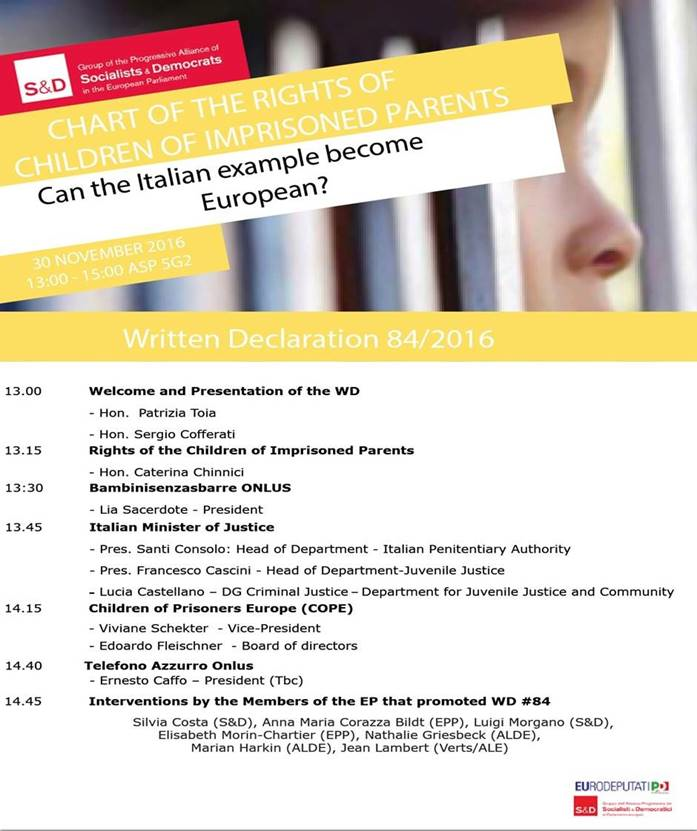 S&D
Group of the Progressive Alliance of
Socialists & Democrats
in the European Parliament
CHART OF THE RIGHTS OF
CHILDREN OF IMPRISONED PARENTS
Can the Italian example become
European?
30 NOVEMBER 2016
13:00 - 15:00 ASP 5G2
Written Declaration 84/2016
13.00 Welcome and Presentation of the WD
- Hon. Patrizia Toia
- Hon. Sergio Cofferati
13.15 Rights of the Children of Imprisoned Parents
- Hon. Caterina Chinnici
13:30 Bambinisenzasbarre ONLUS
- Lia Sacerdote - President
13.45 Italian Minister of Justice
- Pres. Santi Consolo: Head of Department - Italian Penitentiary Authority
- Pres. Francesco Cascini - Head of Department-Juvenile Justice
- Lucia Castellano – DG Criminal Justice – Department for Juvenile Justice and Community
14.15 Children of Prisoners Europe (COPE)
- Viviane Schekter - Vice-President
- Edoardo Fleischner - Board of directors
14.40 Telefono Azzurro Onlus
- Ernesto Caffo – President (Tbc)
14.45 Interventions by the Members of the EP that promoted WD #84
Silvia Costa (S&D), Anna Maria Corazza Bildt (EPP), Luigi Morgano (S&D),
Elisabeth Morin-Chartier (EPP), Nathalie Griesbeck (ALDE),
Marian Harkin (ALDE), Jean Lambert (Verts/ALE)
EURODEPUTATI PD
S&D
Socialisti & Democratici